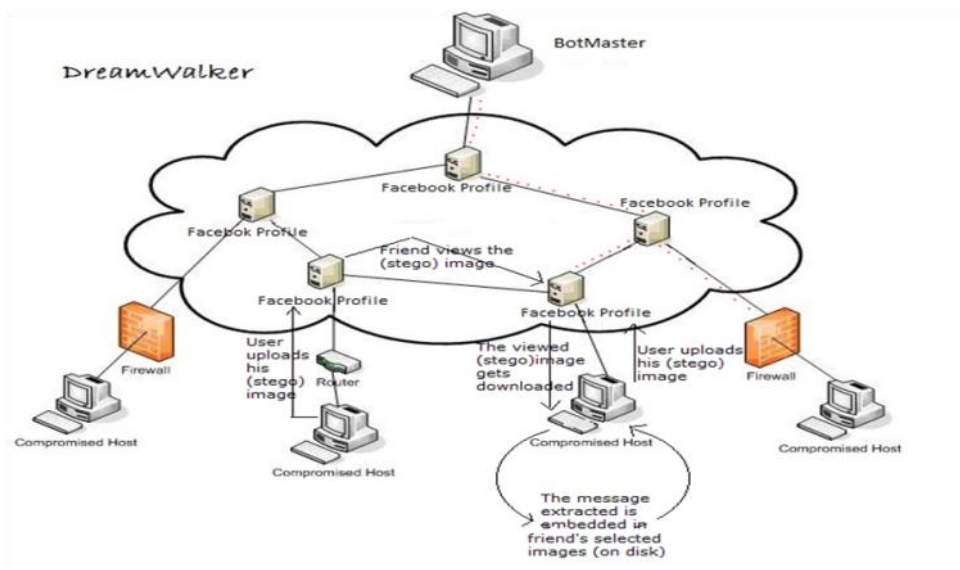 BotMaster
DreamWalker
Facebook Profile
Facebook Profile
Facebok Profile
Friend views the
(stego) image
Facebook Profile
Facebook Profile
Firewall
User
uploads
his
(stego)
image
Router
The viewed
(stego)image
gets
downloaded
User uploads
his (stego)
image
Firewall
Compromised Host
Compromised Host
Compromised Host
Compromised Host
The message
extracted is
embedded in
friend's selected
images (on disk)